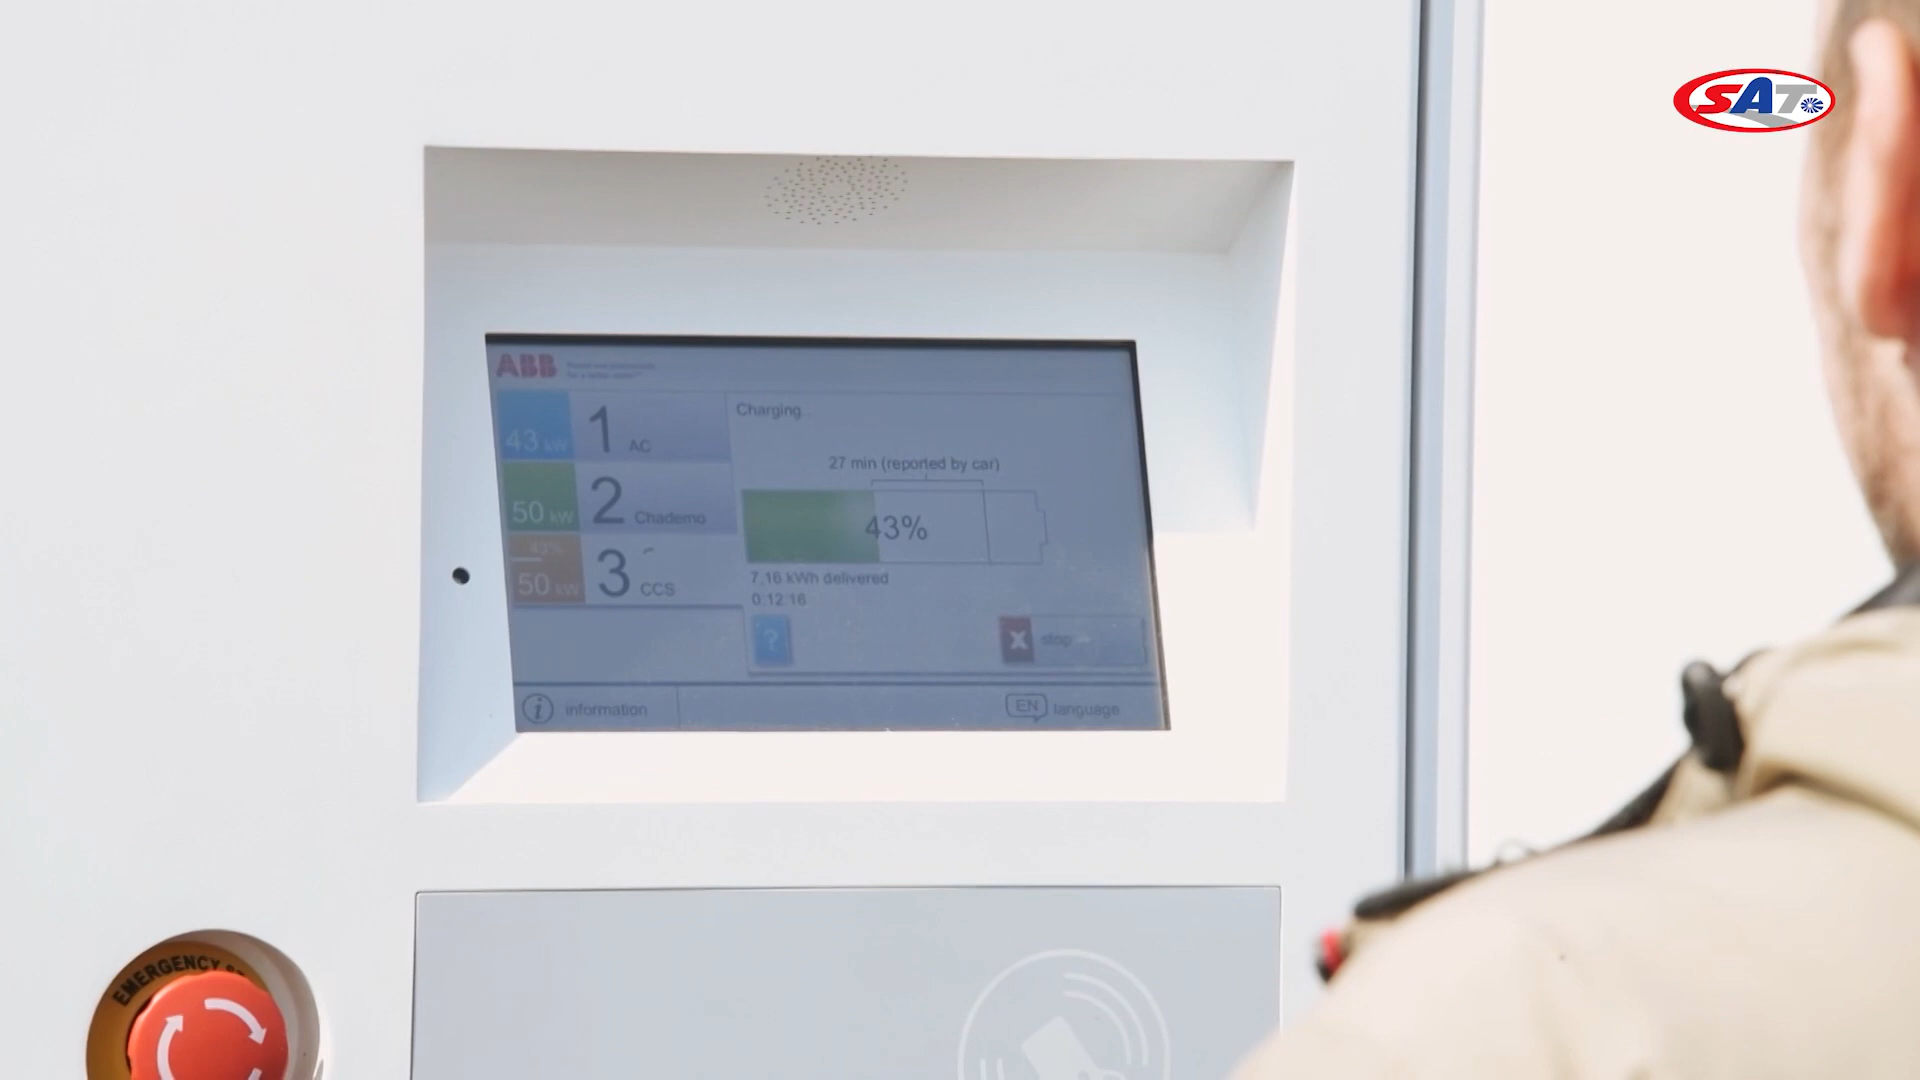 SAT
ABB
43 kW 1 AC
50 kW 2 Chademo
43%
50 kW 3 CCS
Charging..
27 min (reported by car)
43%
7,16 kWh delivered
0:12:16
?
X stop
i information
EN language
EMERGENCY